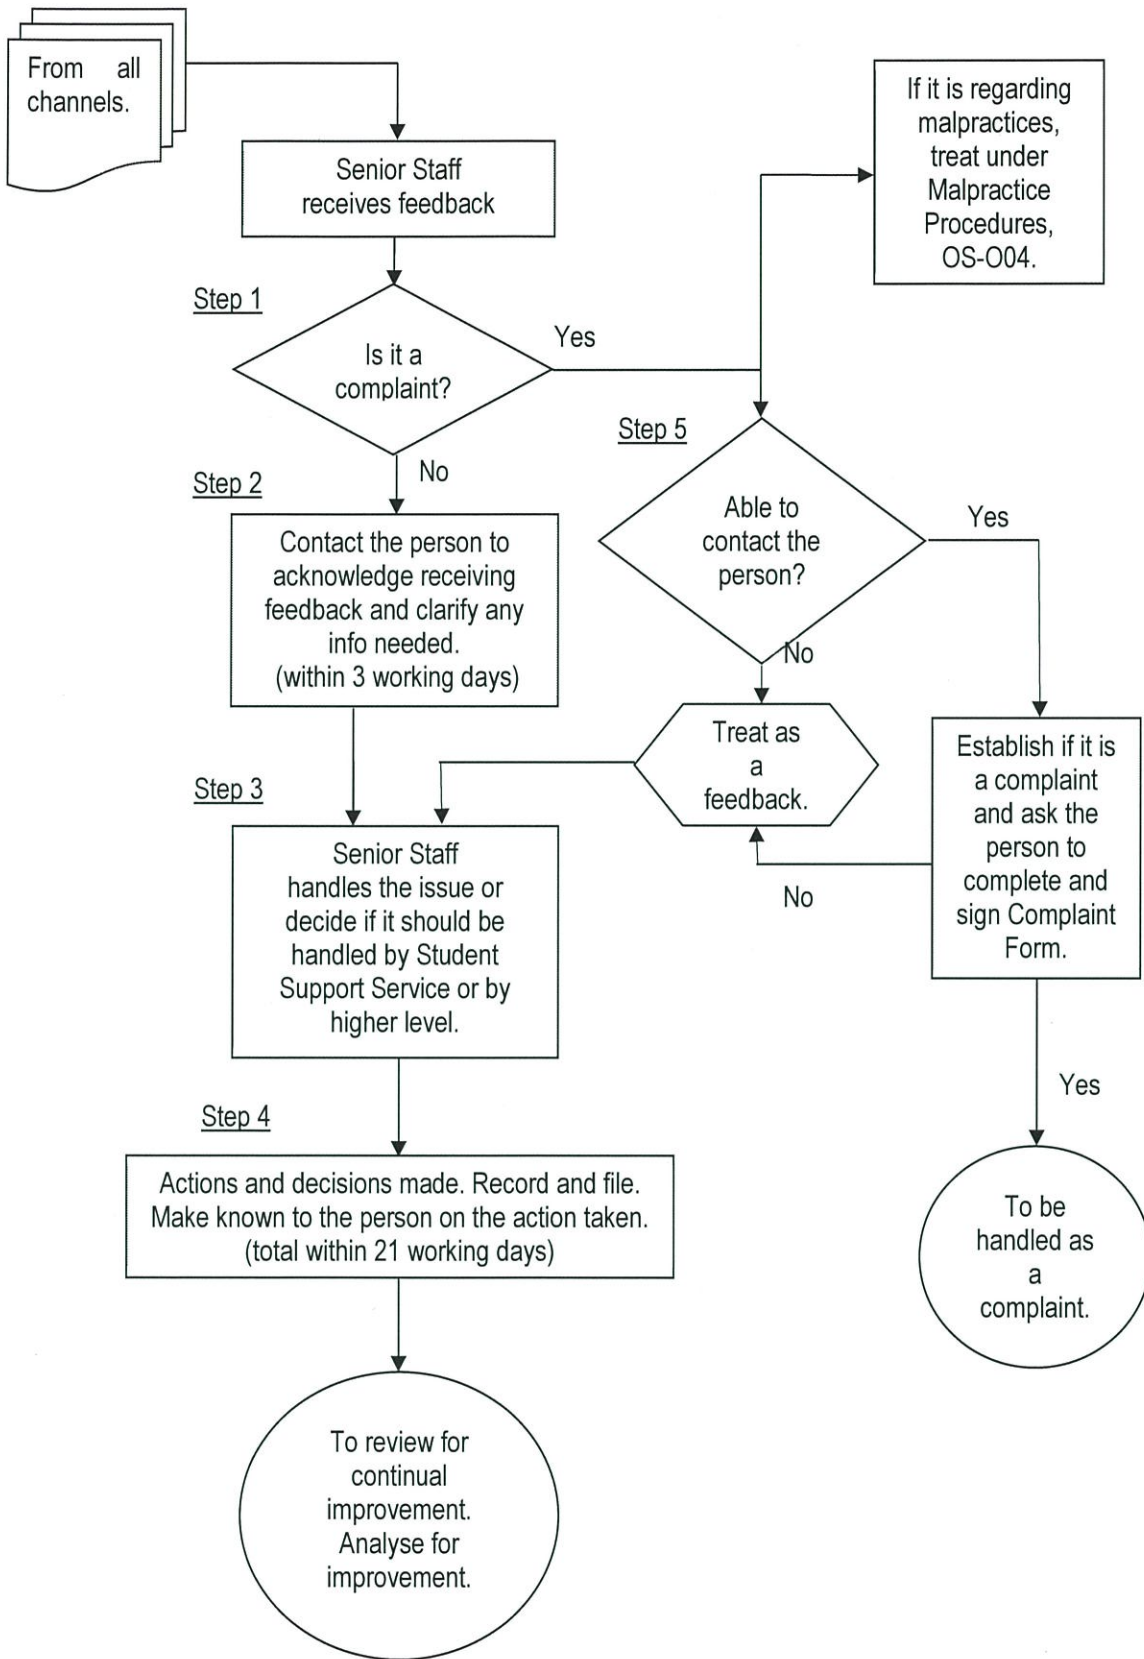 From all
channels.
Senior Staff
receives feedback
If it is regarding
malpractices,
treat under
Malpractice
Procedures,
OS-O04.
Step 1
Is it a
complaint?
Yes
No
Step 2
Contact the person to
acknowledge receiving
feedback and clarify any
info needed.
(within 3 working days)
Step 5
Able to
contact the
person?
Yes
No
Treat as
a
feedback.
Establish if it is
a complaint
and ask the
person to
complete and
sign Complaint
Form.
No
Yes
Step 3
Senior Staff
handles the issue or
decide if it should be
handled by Student
Support Service or by
higher level.
Step 4
Actions and decisions made. Record and file.
Make known to the person on the action taken.
(total within 21 working days)
To be
handled as
a
complaint.
To review for
continual
improvement.
Analyse for
improvement.